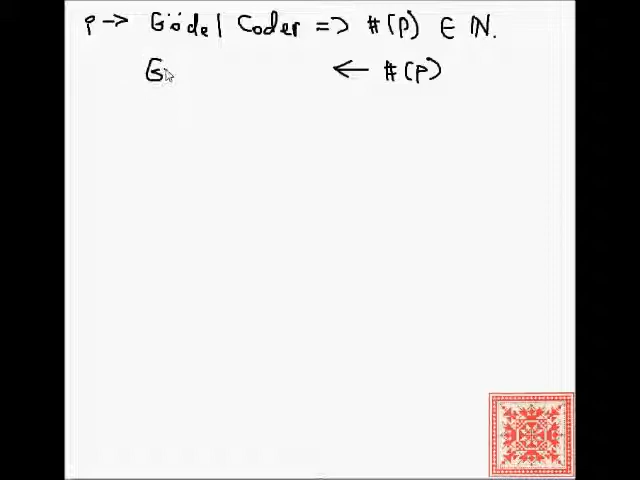 P -> Gödel Coder => #(P) ∈ ℕ.
G ← #(P)